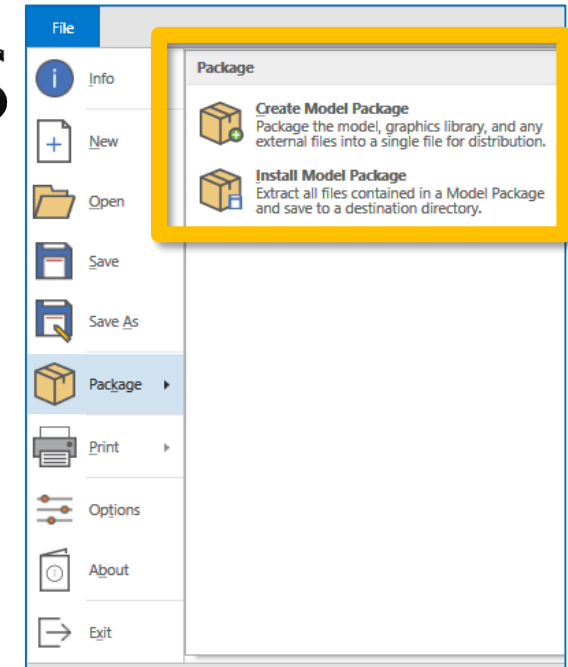 File
Info
New
Open
Save
Save As
Package
Print
Options
About
Exit
Package
Create Model Package
Package the model, graphics library, and any
external files into a single file for distribution.
Install Model Package
Extract all files contained in a Model Package
and save to a destination directory.